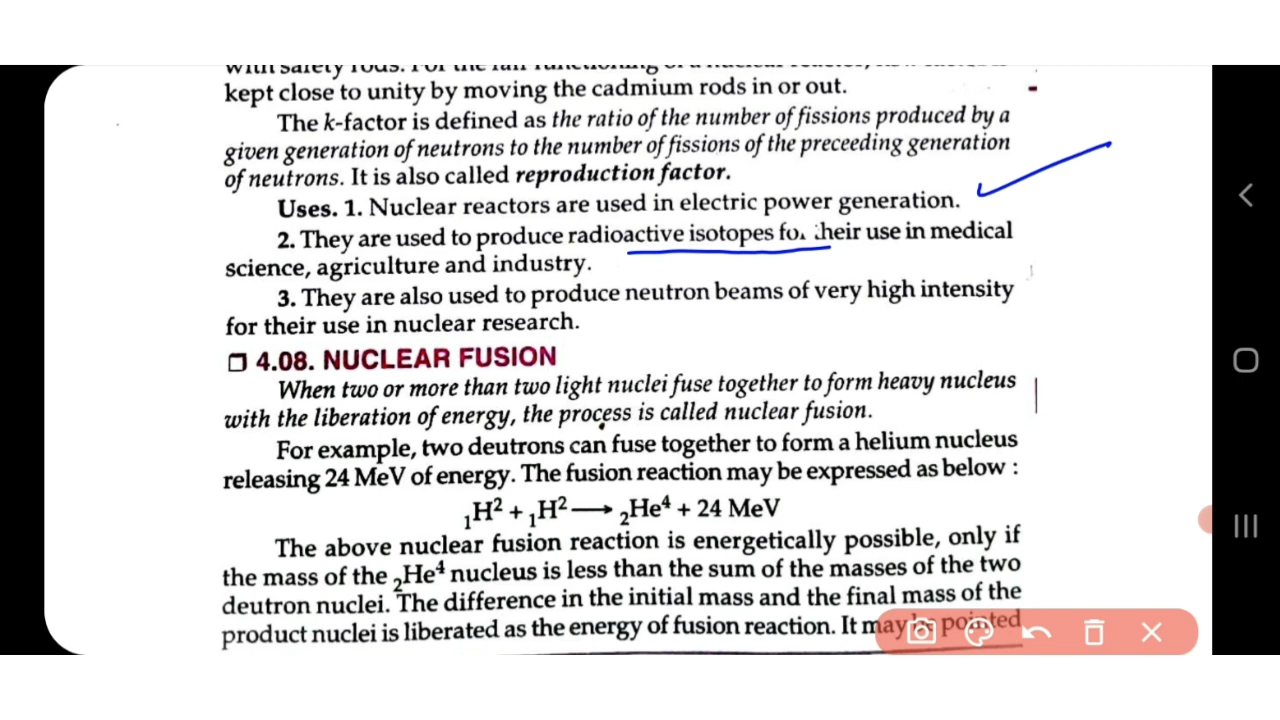 kept close to unity by moving the cadmium rods in or out.
The k-factor is defined as the ratio of the number of fissions produced by a
given generation of neutrons to the number of fissions of the preceeding generation
of neutrons. It is also called reproduction factor.
Uses. 1. Nuclear reactors are used in electric power generation.
2. They are used to produce radioactive isotopes for their use in medical
science, agriculture and industry.
3. They are also used to produce neutron beams of very high intensity
for their use in nuclear research.
❒ 4.08. NUCLEAR FUSION
When two or more than two light nuclei fuse together to form heavy nucleus
with the liberation of energy, the process is called nuclear fusion.
For example, two deutrons can fuse together to form a helium nucleus
releasing 24 MeV of energy. The fusion reaction may be expressed as below :
₁H² + ₁H² ⟶ ₂He⁴ + 24 MeV
The above nuclear fusion reaction is energetically possible, only if
the mass of the ₂He⁴ nucleus is less than the sum of the masses of the two
deutron nuclei. The difference in the initial mass and the final mass of the
product nuclei is liberated as the energy of fusion reaction. It may be pointed